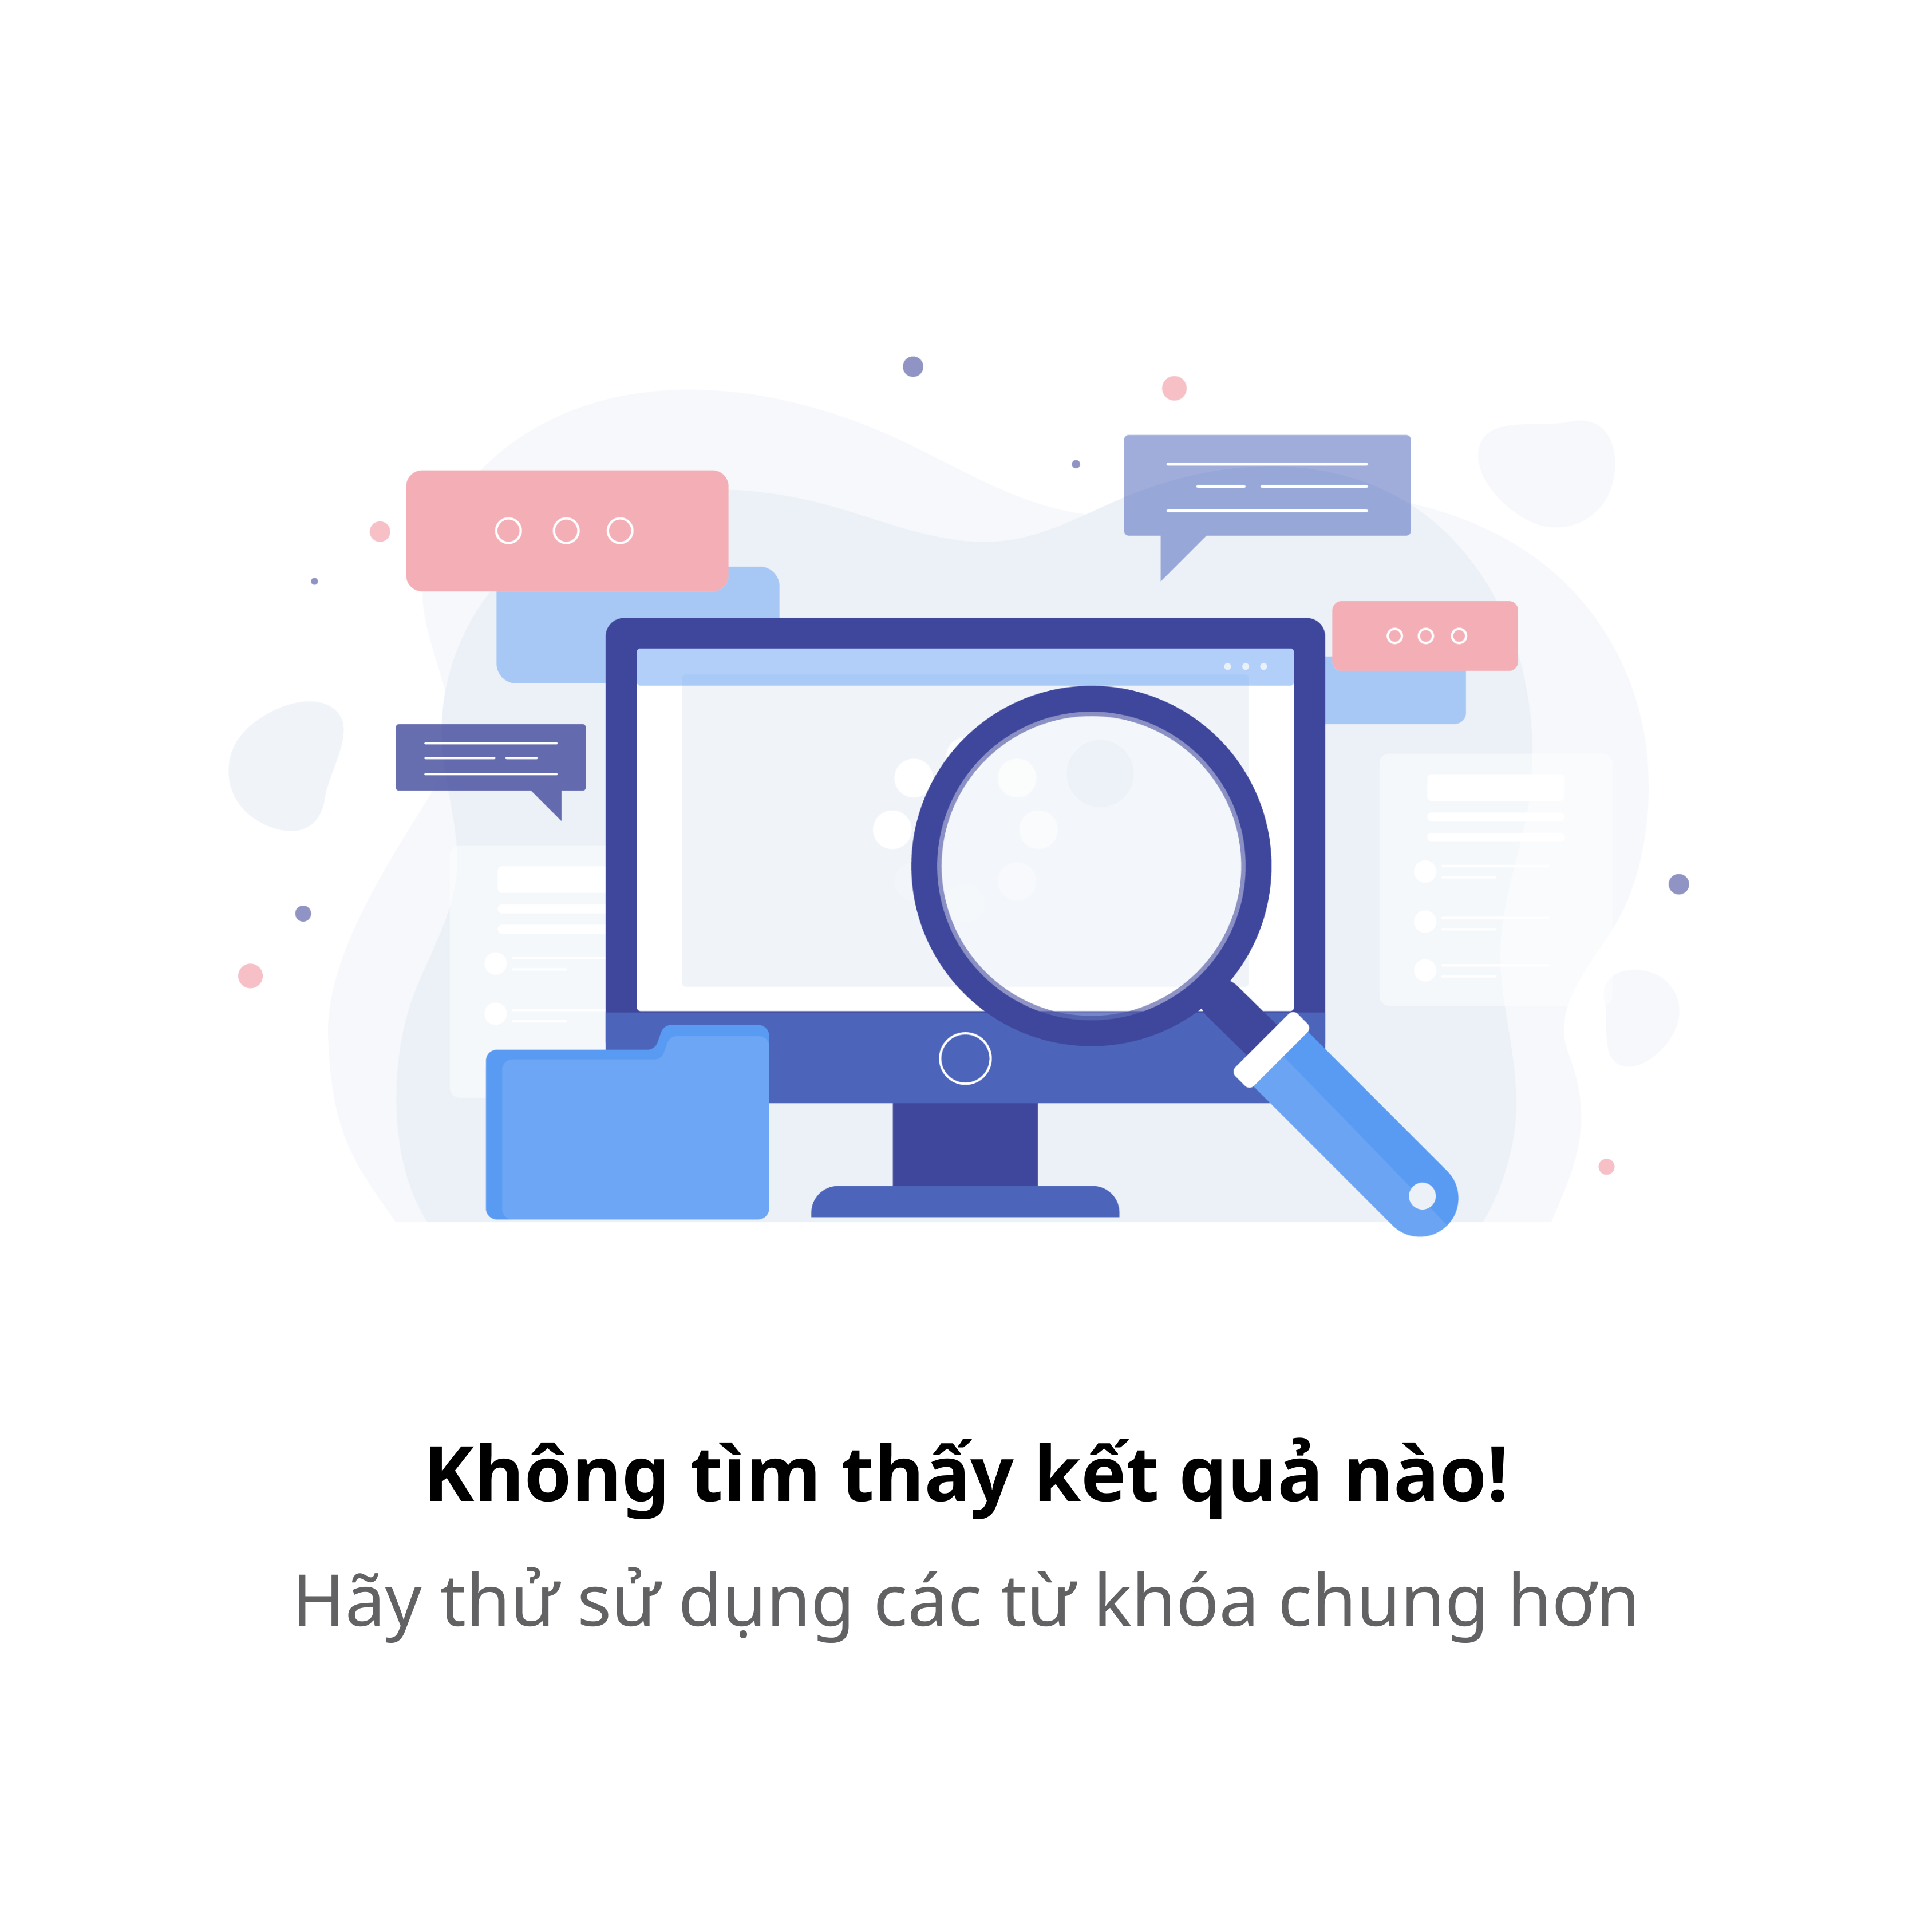 Không tìm thấy kết quả nào!
Hãy thử sử dụng các từ khóa chung hơn